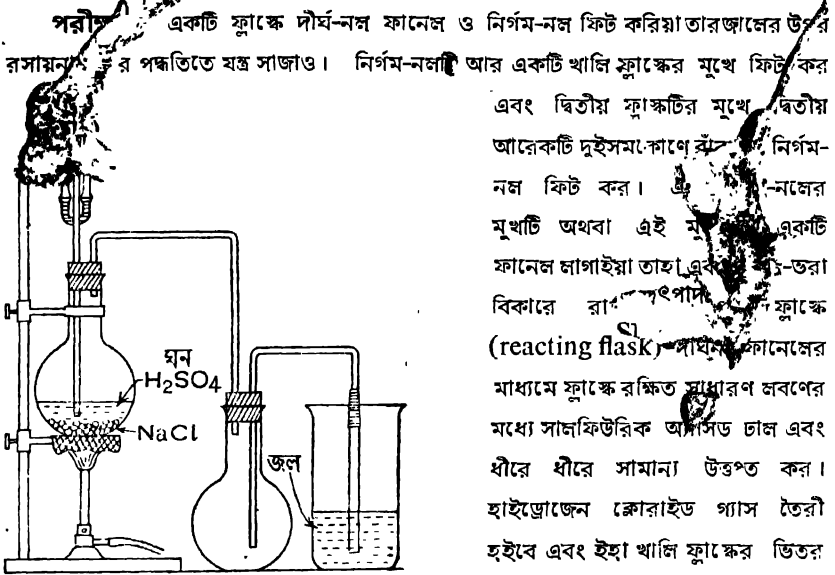 একটি ফ্লাস্কে দীর্ঘ-নল ফানেল ও নির্গম-নল ফিট করিয়া তারজালের উপর
পদ্ধতিতে যন্ত্র সাজাও। নির্গম-নলটি আর একটি খালি ফ্লাস্কের মুখে ফিট কর
এবং দ্বিতীয় ফ্লাস্কটির মুখে দ্বিতীয়
আরেকটি দুইসমকোণে নির্গম-
নল ফিট কর। -নলের
মুখটি অথবা এই একটি
ফানেল লাগাইয়া তাহা -ভরা
বিকারে ফ্লাস্কে
(reacting flask) ফানেলের
মাধ্যমে ফ্লাস্কে রক্ষিত সাধারণ লবণের
মধ্যে সালফিউরিক অ্যাসিড ঢাল এবং
ধীরে ধীরে সামান্য উত্তপ্ত কর।
হাইড্রোজেন ক্লোরাইড গ্যাস তৈরী
হইবে এবং ইহা খালি ফ্লাস্কের ভিতর
ঘন
H₂SO₄
NaCl
জল